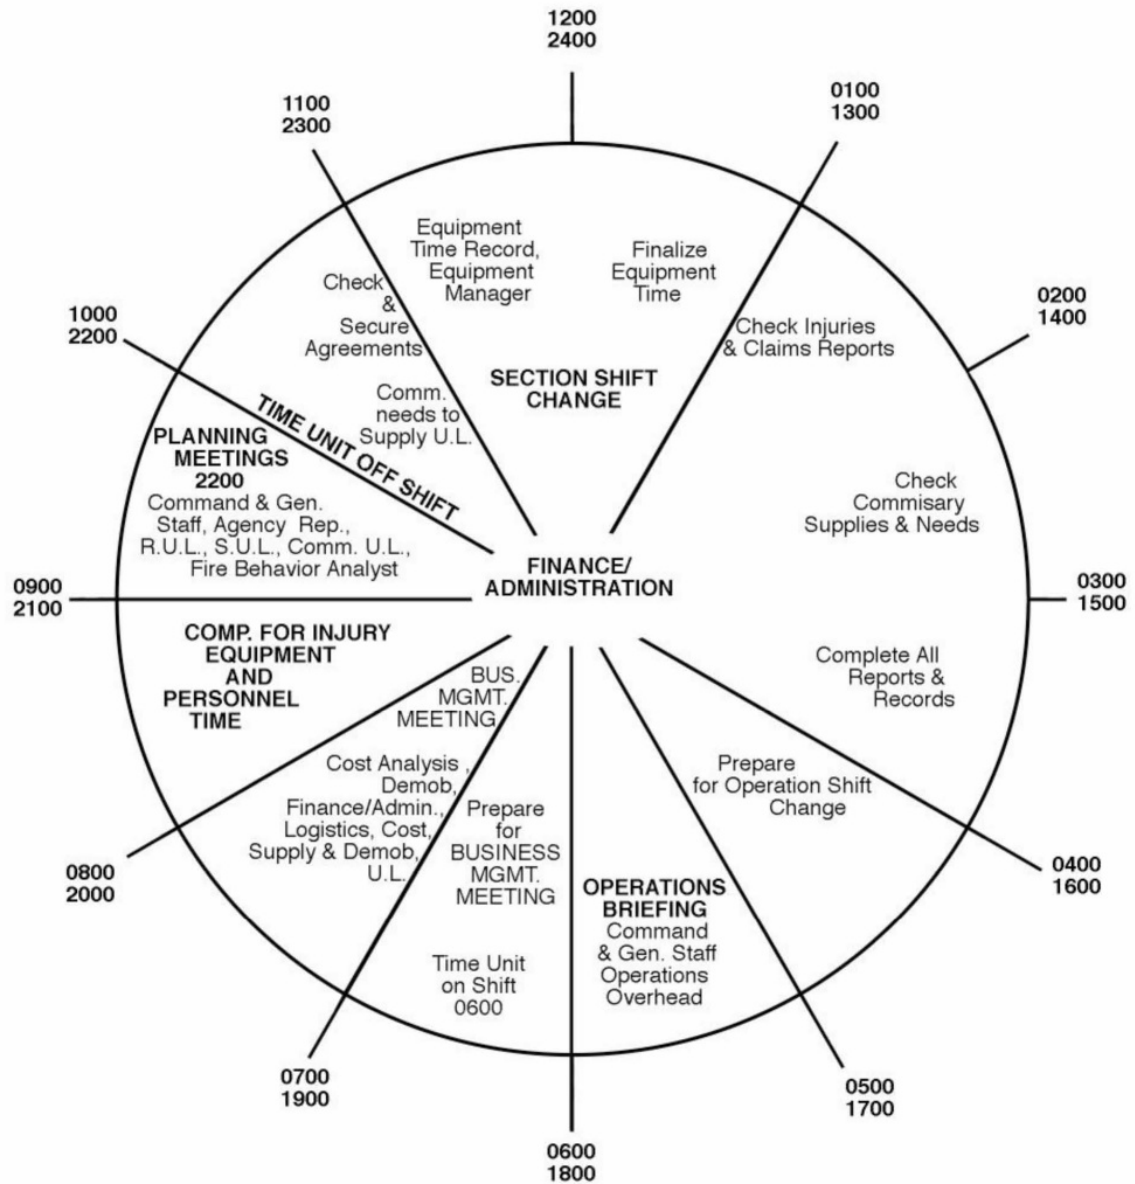 1200
2400
0100
1300
1100
2300
Equipment
Time Record,
Equipment
Manager
Finalize
Equipment
Time
Check
&
Secure
Agreements
0200
1400
1000
2200
Check Injuries
& Claims Reports
SECTION SHIFT
CHANGE
Comm.
needs to
Supply U.L.
TIME UNIT OFF SHIFT
PLANNING
MEETINGS
2200
Command & Gen.
Staff, Agency Rep.,
R.U.L., S.U.L., Comm. U.L.,
Fire Behavior Analyst
Check
Commisary
Supplies & Needs
FINANCE/
ADMINISTRATION
0900
2100
0300
1500
COMP. FOR INJURY
EQUIPMENT
AND
PERSONNEL
TIME
Complete All
Reports &
Records
BUS.
MGMT.
MEETING
Cost Analysis ,
Demob,
Finance/Admin.,
Logistics, Cost,
Supply & Demob,
U.L.
Prepare
for Operation Shift
Change
Prepare
for
BUSINESS
MGMT.
MEETING
0800
2000
0400
1600
OPERATIONS
BRIEFING
Command
& Gen. Staff
Operations
Overhead
Time Unit
on Shift
0600
0700
1900
0500
1700
0600
1800